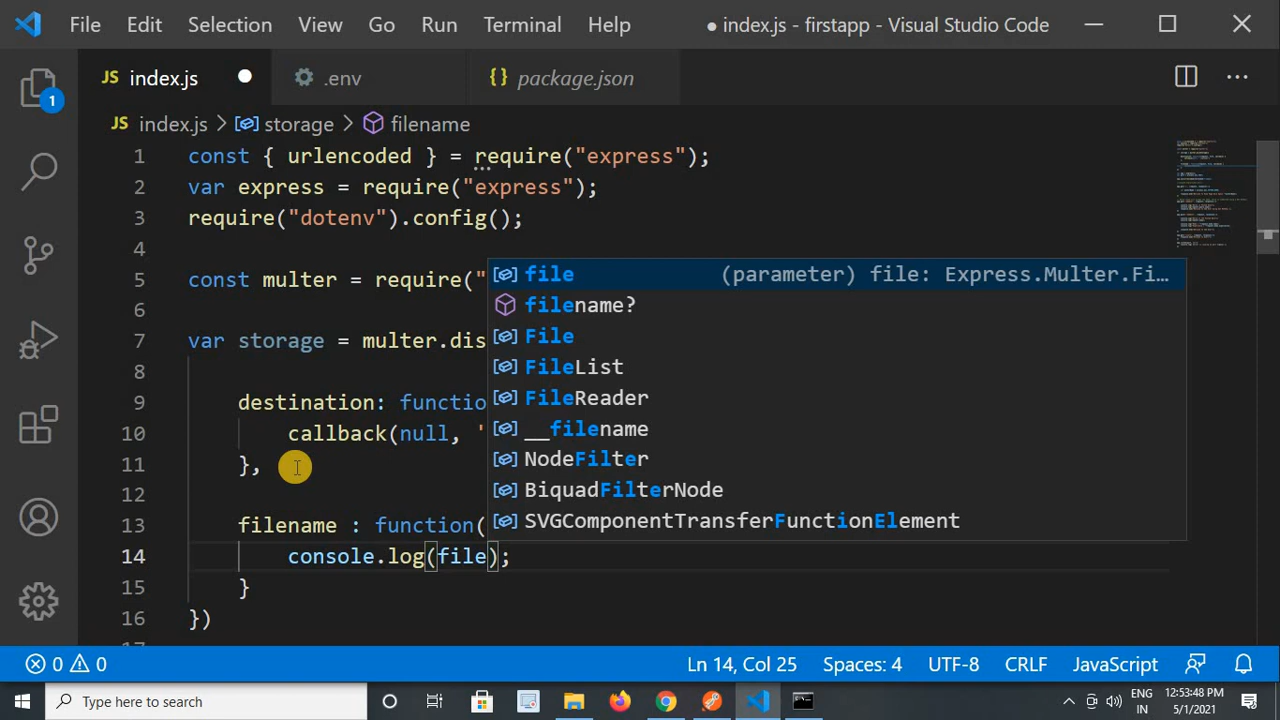 File Edit Selection View Go Run Terminal Help ● index.js - firstapp - Visual Studio Code
JS index.js .env {} package.json
1
JS index.js > storage > filename
1 const { urlencoded } = require("express");
2 var express = require("express");
3 require("dotenv").config();
4
5 const multer = require("
6
7 var storage = multer.dis
8
9 destination: functio
10 callback(null, '
11 },
12
13 filename : function(
14 console.log(file);
15 }
16 })
file (parameter) file: Express.Multer.Fi…
filename?
File
FileList
FileReader
__filename
NodeFilter
BiquadFilterNode
SVGComponentTransferFunctionElement
0 0 Ln 14, Col 25 Spaces: 4 UTF-8 CRLF JavaScript
Type here to search
ENG
IN
12:53:48 PM
5/1/2021